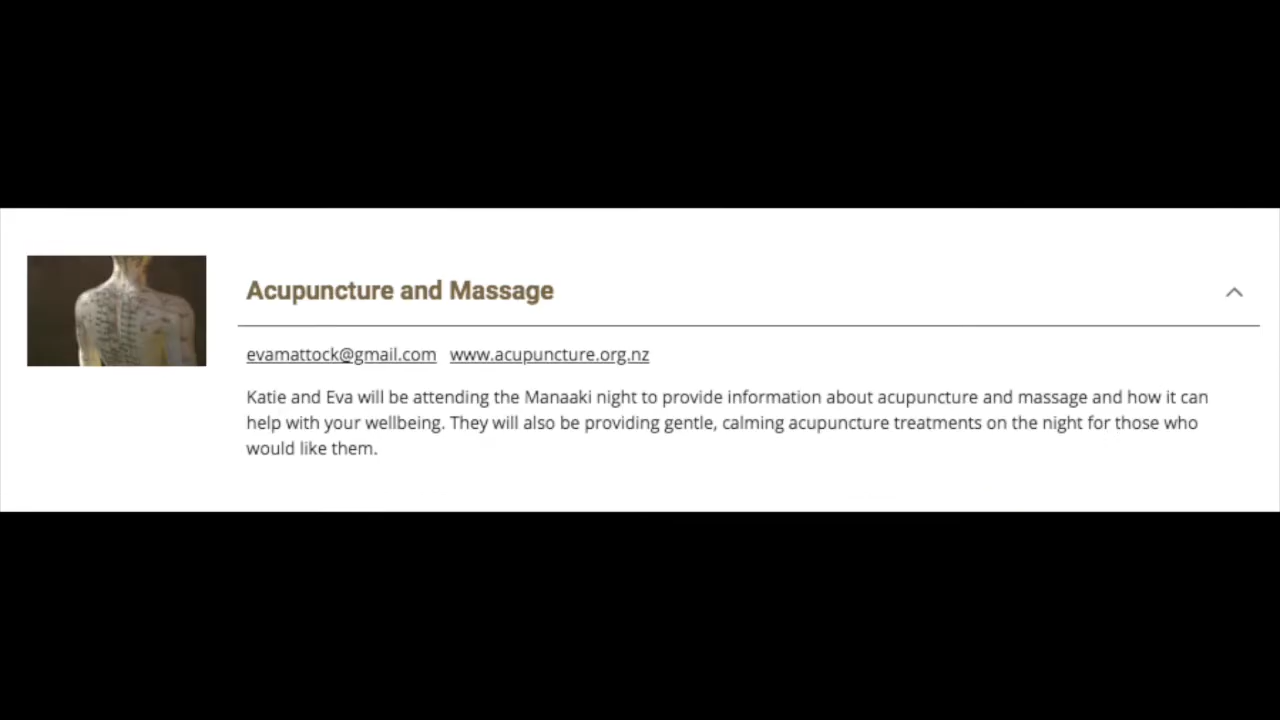 Acupuncture and Massage
evamattock@gmail.com www.acupuncture.org.nz
Katie and Eva will be attending the Manaaki night to provide information about acupuncture and massage and how it can
help with your wellbeing. They will also be providing gentle, calming acupuncture treatments on the night for those who
would like them.